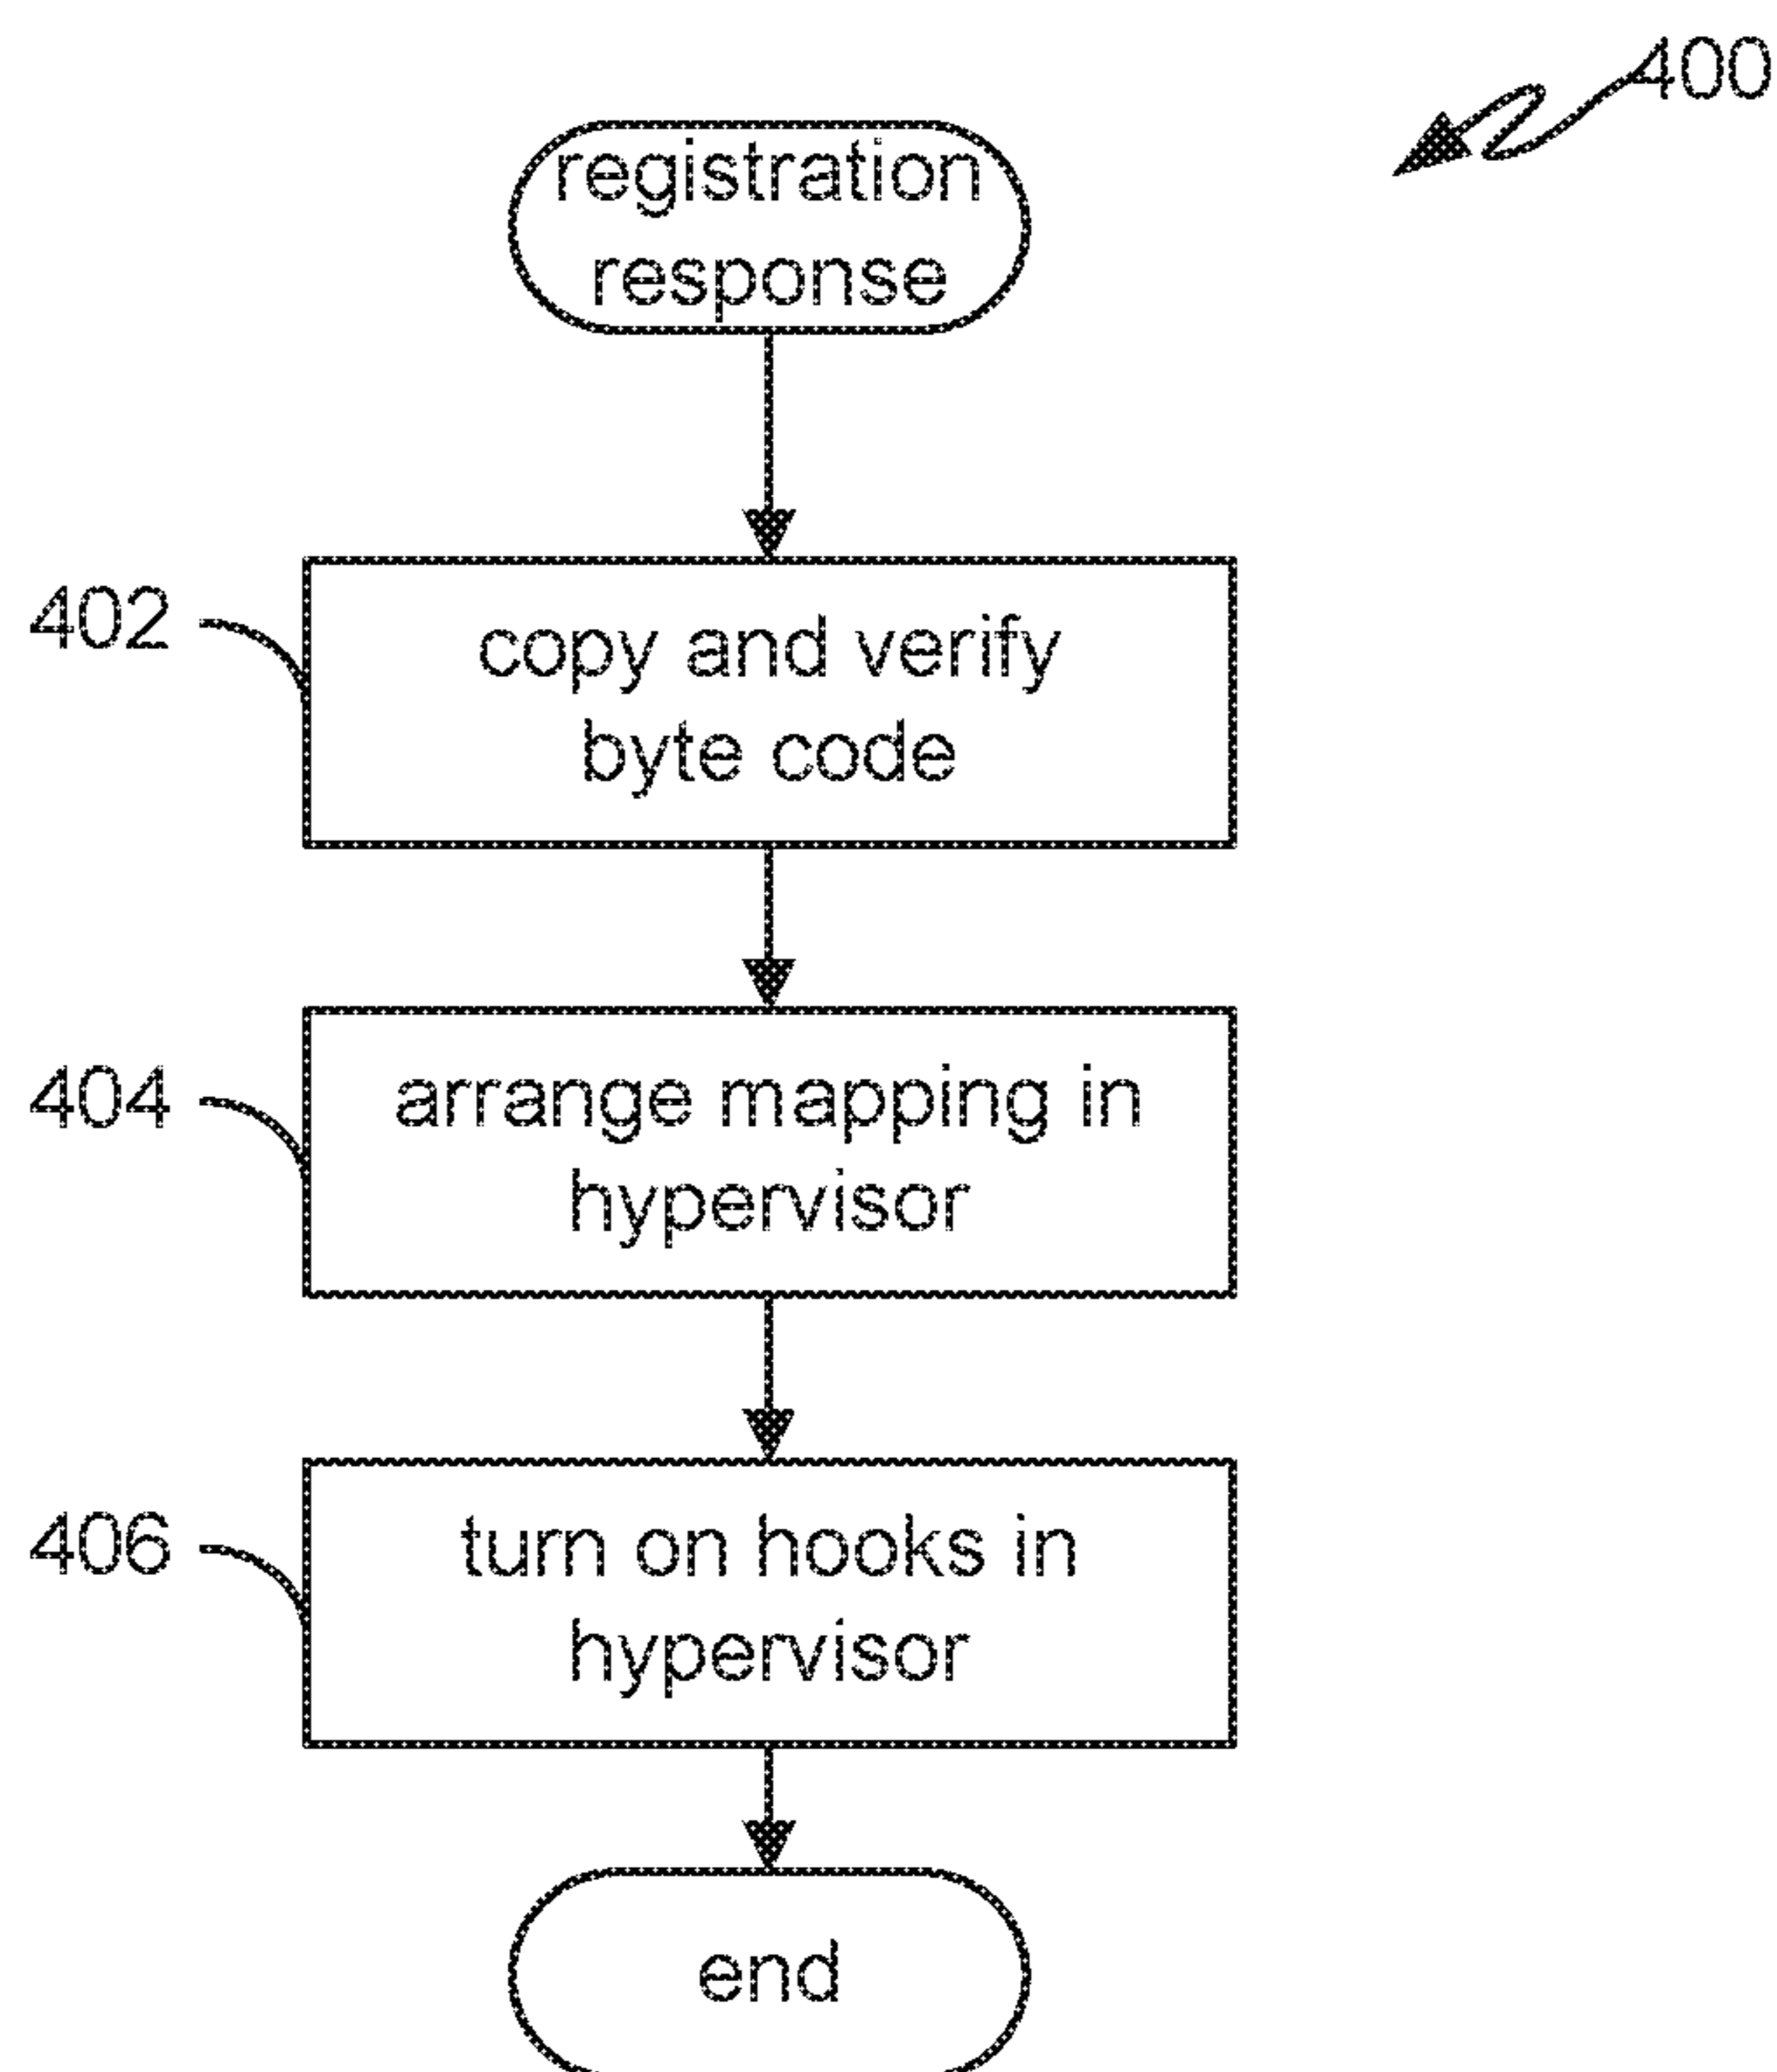 400
registration
response
402
copy and verify
byte code
404
arrange mapping in
hypervisor
406
turn on hooks in
hypervisor
end